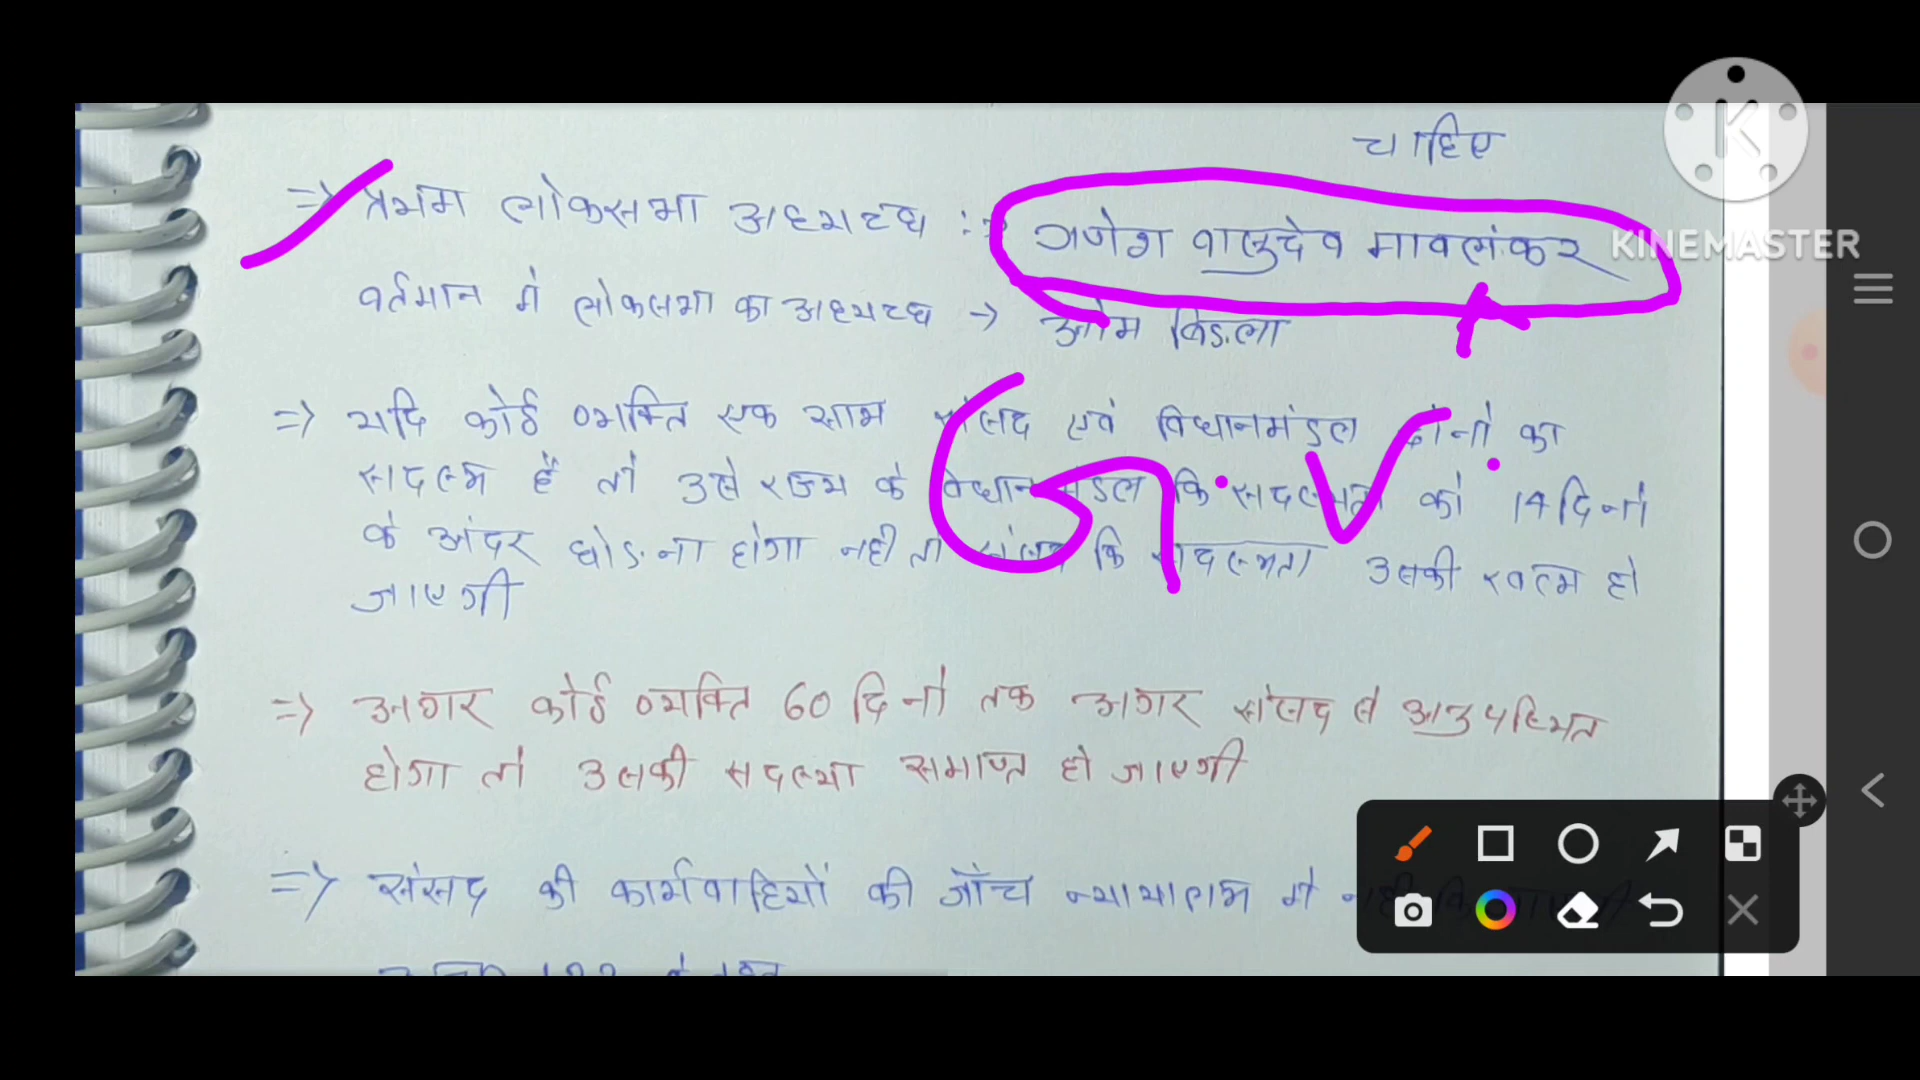 चाहिए
=> प्रथम लोकसभा अध्यक्ष :- गणेश वासुदेव मावलंकर
KINEMASTER
वर्तमान में लोकसभा का अध्यक्ष -> ओम बिड़ला
=> यदि कोई व्यक्ति एक साथ संसद एवं विधानमंडल दोनों का
सदस्य है तो उसे राज्य के विधानमंडल कि सदस्यता को 14 दिनों
के अंदर छोड़ना होगा नही तो संसद कि सदस्यता उसकी खत्म हो
जाएगी
=> अगर कोई व्यक्ति 60 दिनों तक अगर संसद से अनुपस्थित
होगा तो उसकी सदस्या समाप्त हो जाएगी
=> संसद की कार्यवाहियों की जाँच न्यायालय में